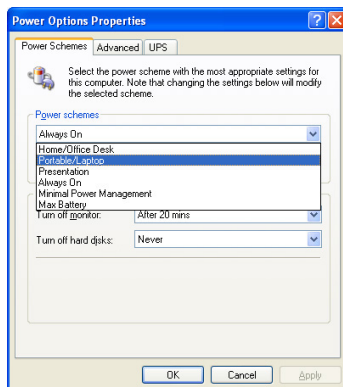 Power Options Properties
Power Schemes Advanced UPS
Select the power scheme with the most appropriate settings for
this computer. Note that changing the settings below will modify
the selected scheme.
Power schemes
Always On
Home/Office Desk
Portable/Laptop
Presentation
Always On
Minimal Power Management
Max Battery
Turn off monitor: After 20 mins
Turn off hard disks: Never
OK Cancel Apply